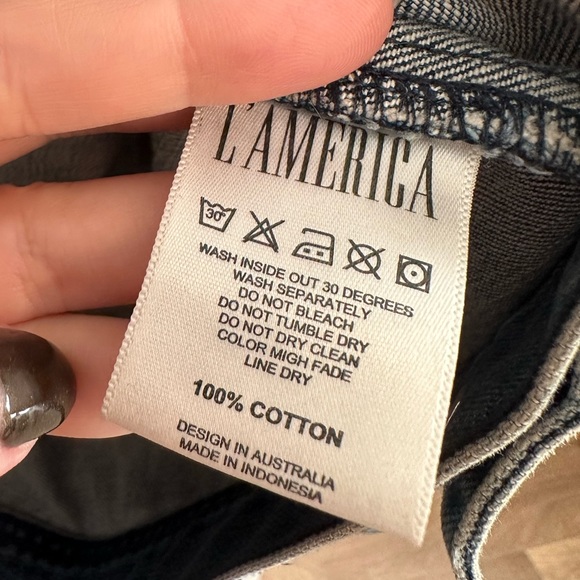 L'AMERICA
30°
WASH INSIDE OUT 30 DEGREES
WASH SEPARATELY
DO NOT BLEACH
DO NOT TUMBLE DRY
DO NOT DRY CLEAN
COLOR MIGH FADE
LINE DRY
100% COTTON
DESIGN IN AUSTRALIA
MADE IN INDONESIA